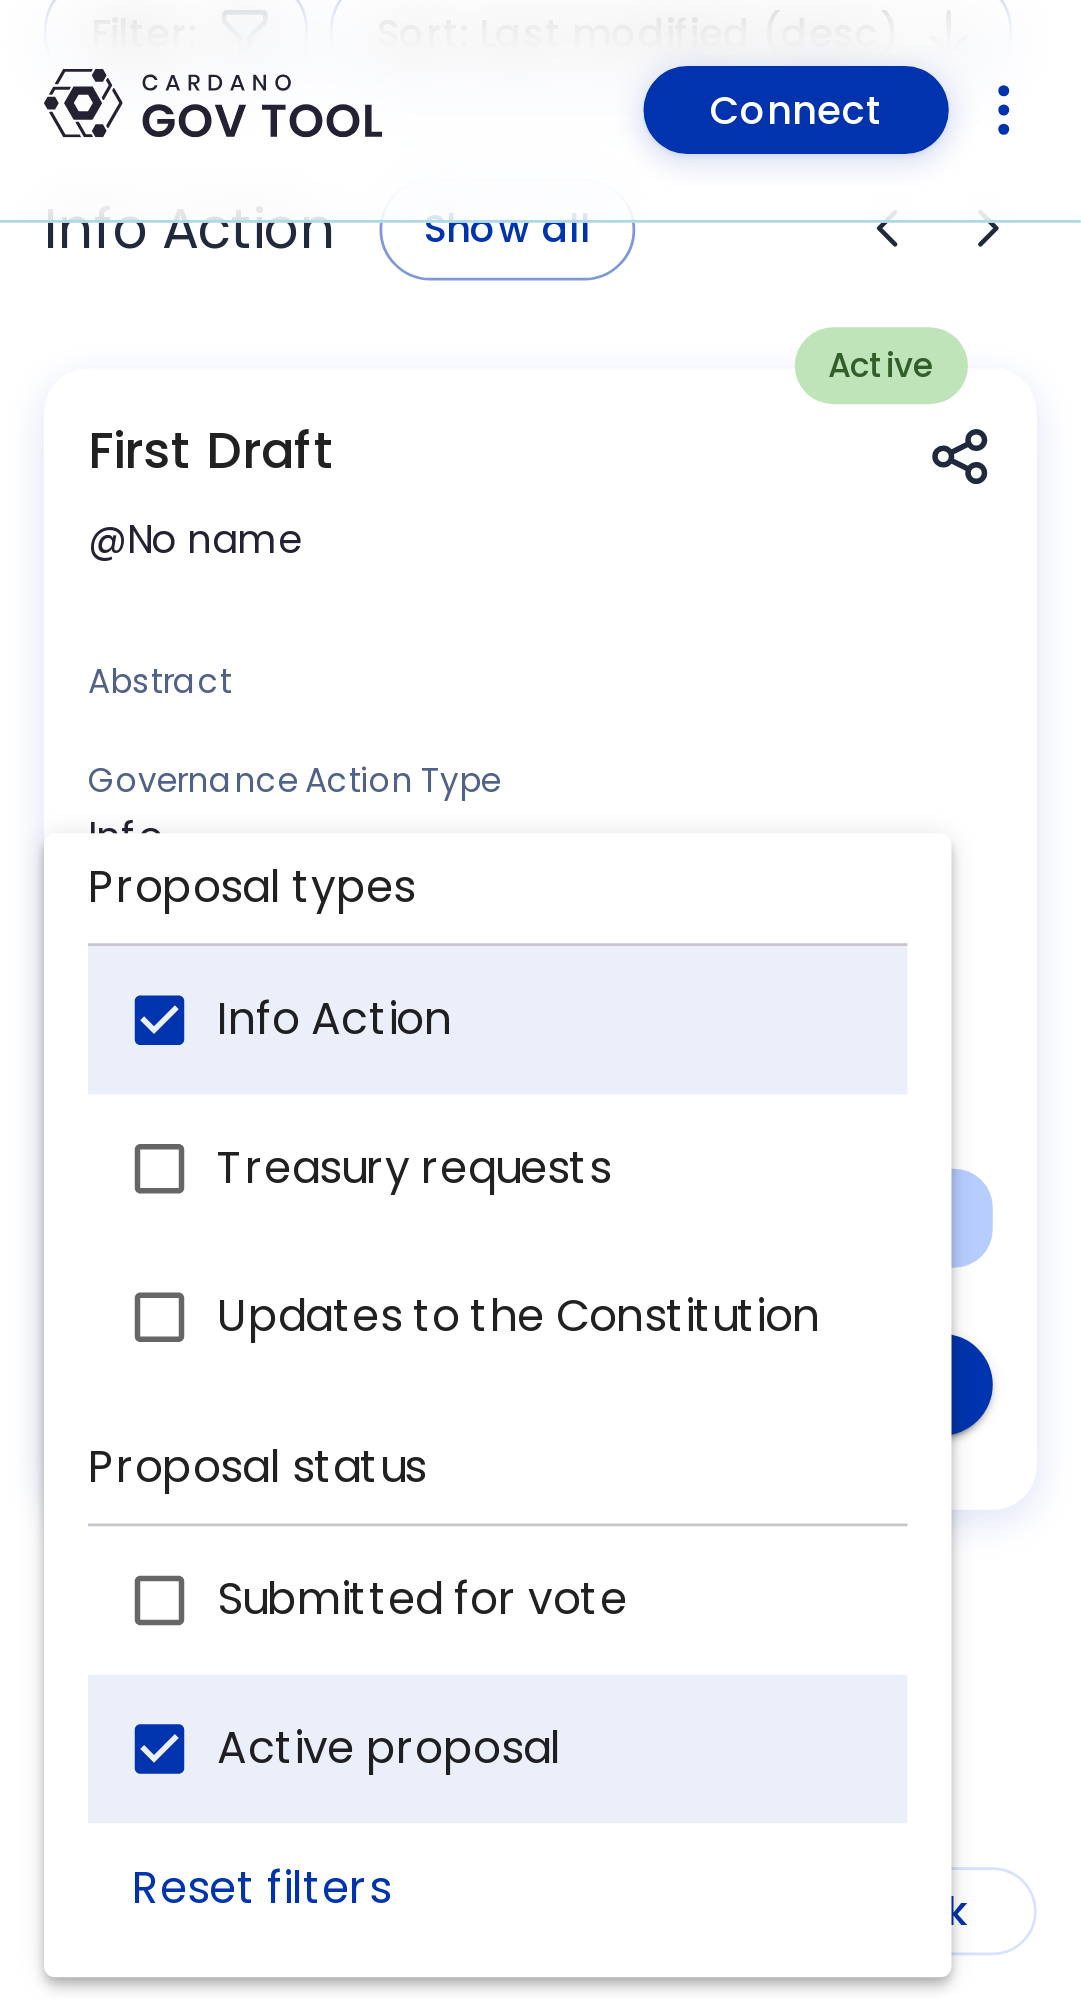 Filter:
Sort: Last modified (desc)
CARDANO
GOV TOOL
Connect
Info Action
Show all
Active
First Draft
@No name
Abstract
Governance Action Type
Info
Proposal types
Info Action
Treasury requests
Updates to the Constitution
Proposal status
Submitted for vote
Active proposal
Reset filters
k